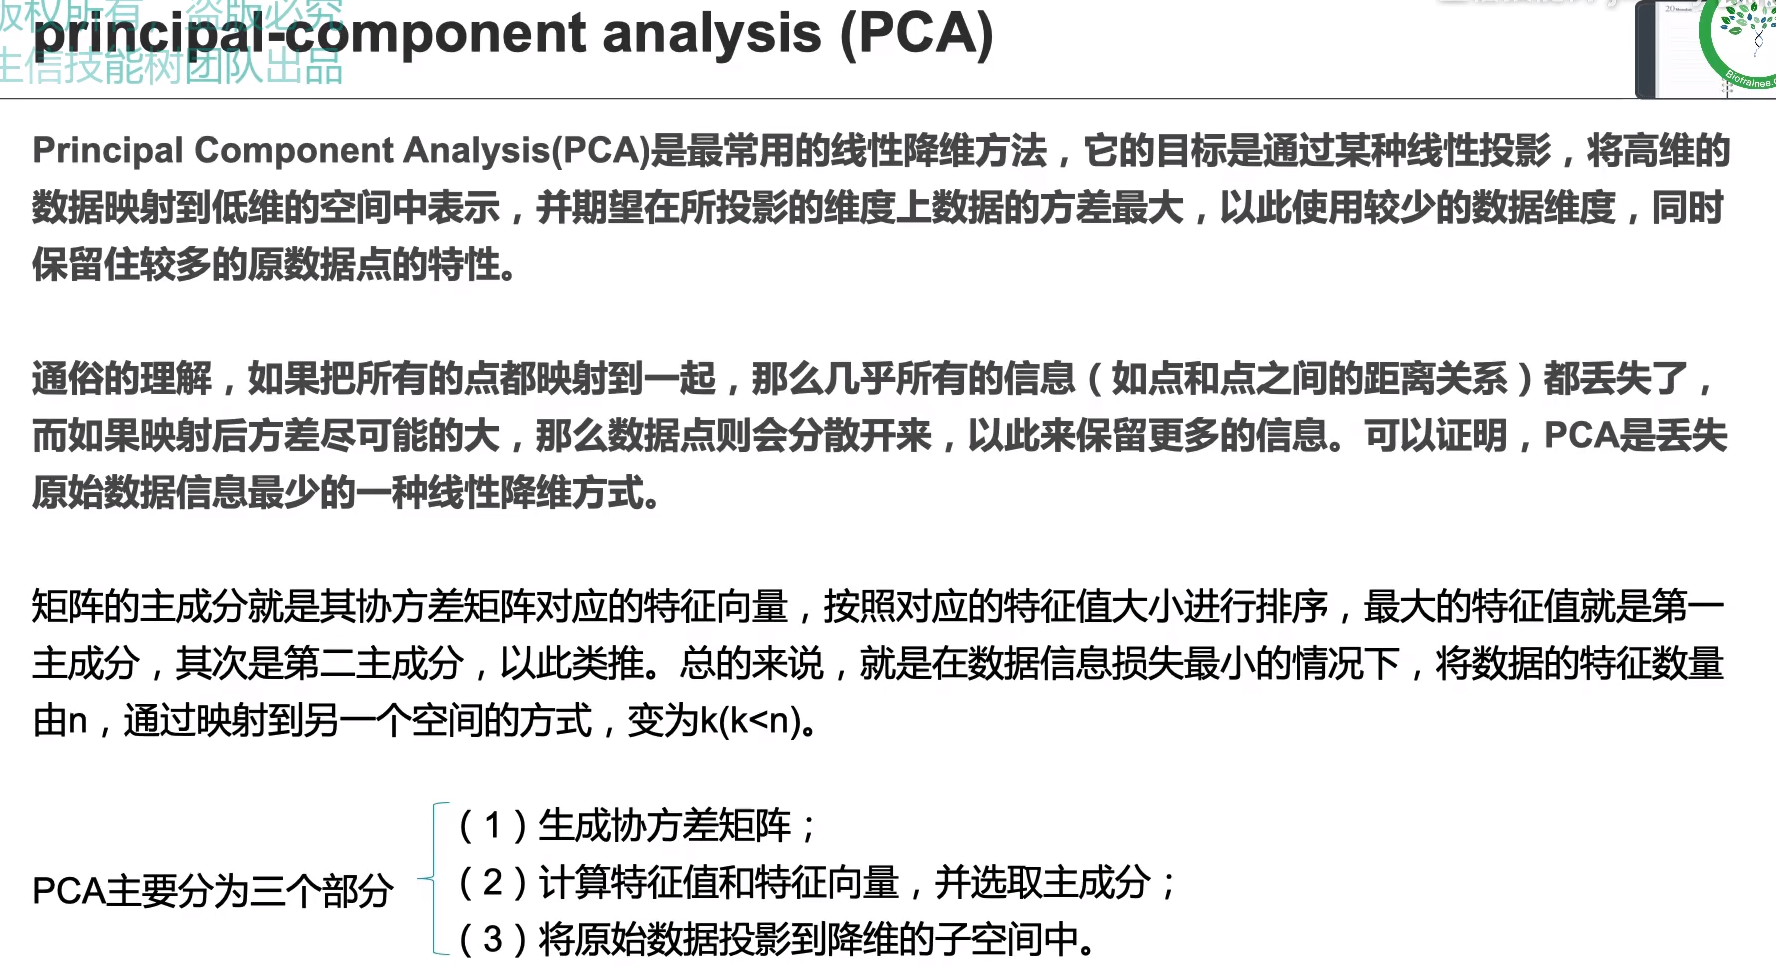 版权所有，盗版必究
principal-component analysis (PCA)
生信技能树团队出品
Principal Component Analysis(PCA)是最常用的线性降维方法，它的目标是通过某种线性投影，将高维的
数据映射到低维的空间中表示，并期望在所投影的维度上数据的方差最大，以此使用较少的数据维度，同时
保留住较多的原数据点的特性。
通俗的理解，如果把所有的点都映射到一起，那么几乎所有的信息（如点和点之间的距离关系）都丢失了，
而如果映射后方差尽可能的大，那么数据点则会分散开来，以此来保留更多的信息。可以证明，PCA是丢失
原始数据信息最少的一种线性降维方式。
矩阵的主成分就是其协方差矩阵对应的特征向量，按照对应的特征值大小进行排序，最大的特征值就是第一
主成分，其次是第二主成分，以此类推。总的来说，就是在数据信息损失最小的情况下，将数据的特征数量
由n，通过映射到另一个空间的方式，变为k(k<n)。
PCA主要分为三个部分
（1）生成协方差矩阵；
（2）计算特征值和特征向量，并选取主成分；
（3）将原始数据投影到降维的子空间中。